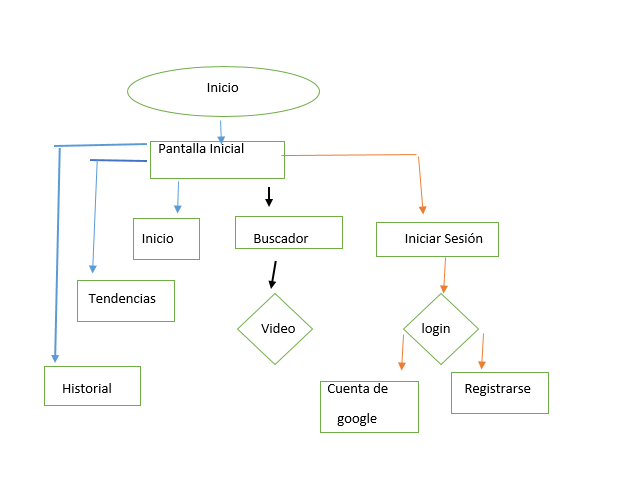 Inicio
Pantalla Inicial
Inicio
Buscador
Iniciar Sesión
Tendencias
Video
login
Historial
Cuenta de
google
Registrarse